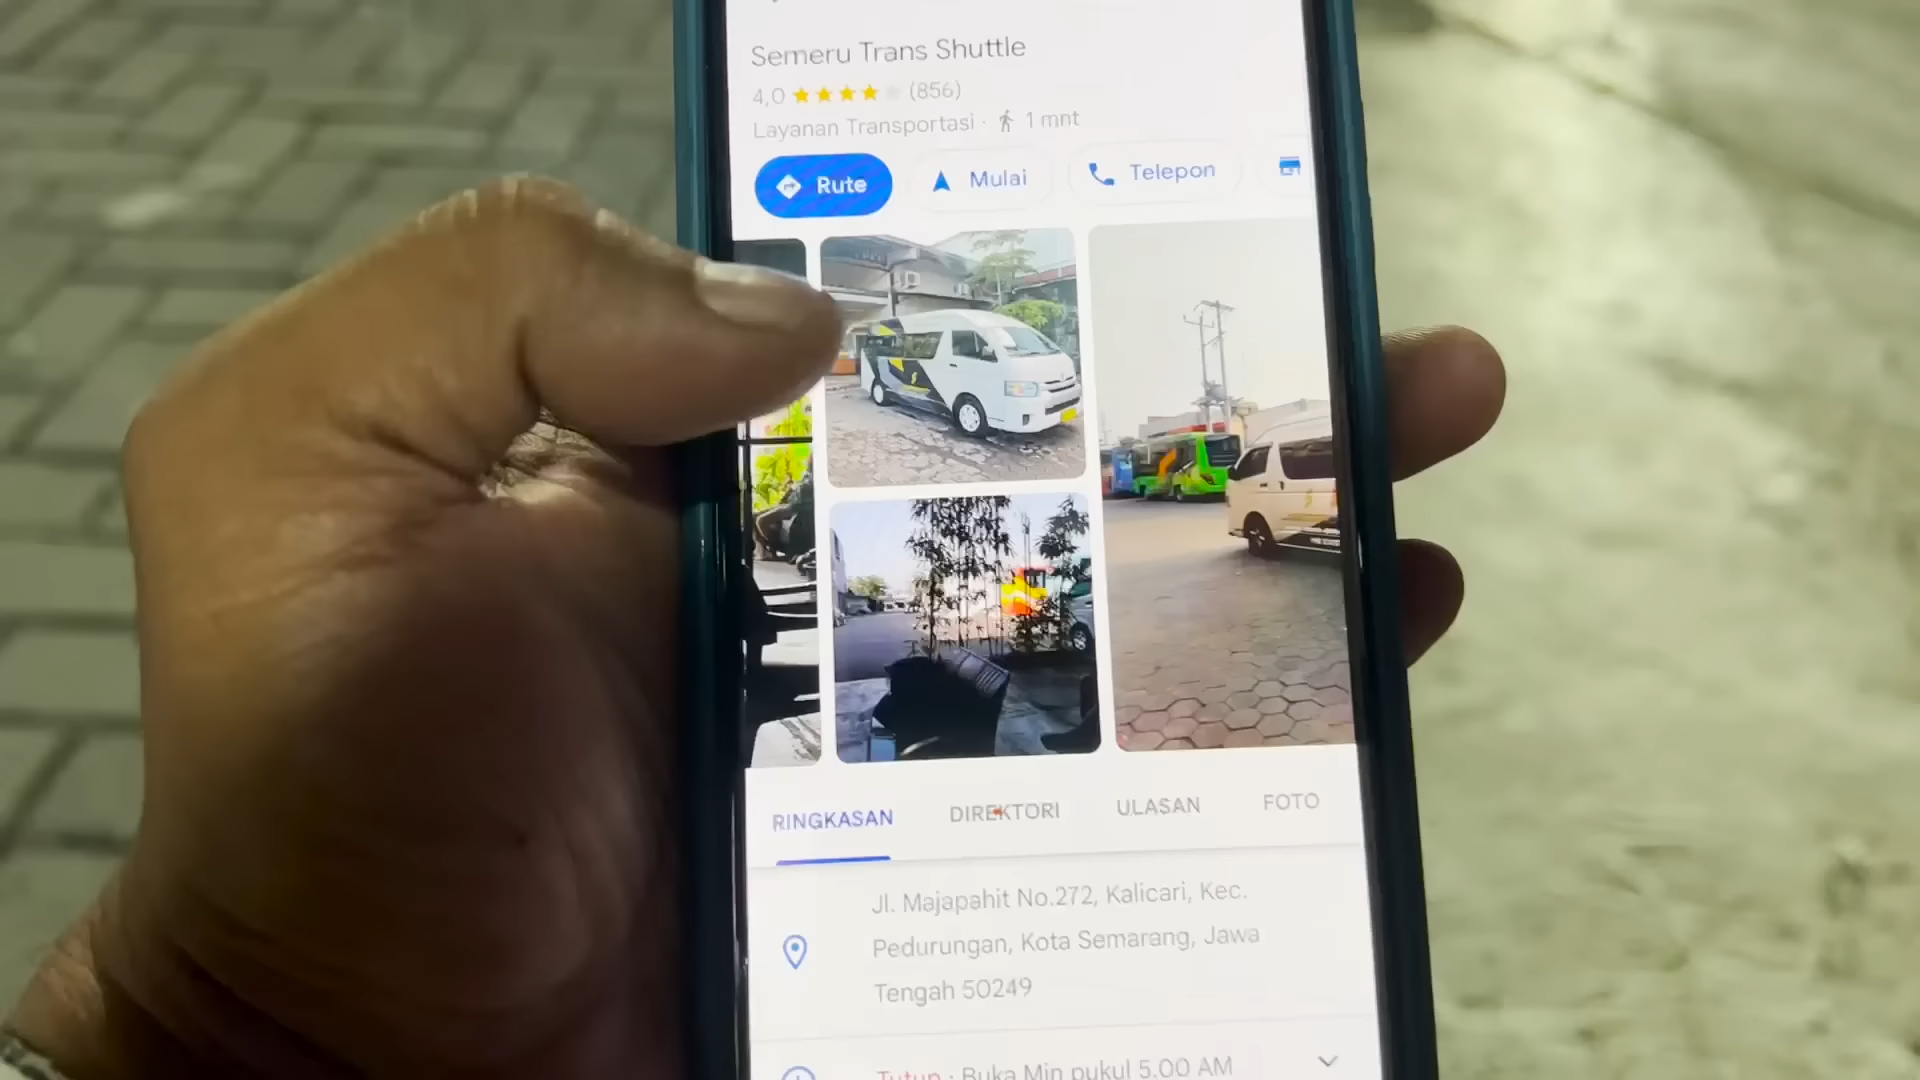 Semeru Trans Shuttle
4,0 (856)
Layanan Transportasi · 1 mnt
Rute
Mulai
Telepon
RINGKASAN
DIREKTORI
ULASAN
FOTO
Jl. Majapahit No.272, Kalicari, Kec.
Pedurungan, Kota Semarang, Jawa
Tengah 50249
Tutup · Buka Min pukul 5.00 AM